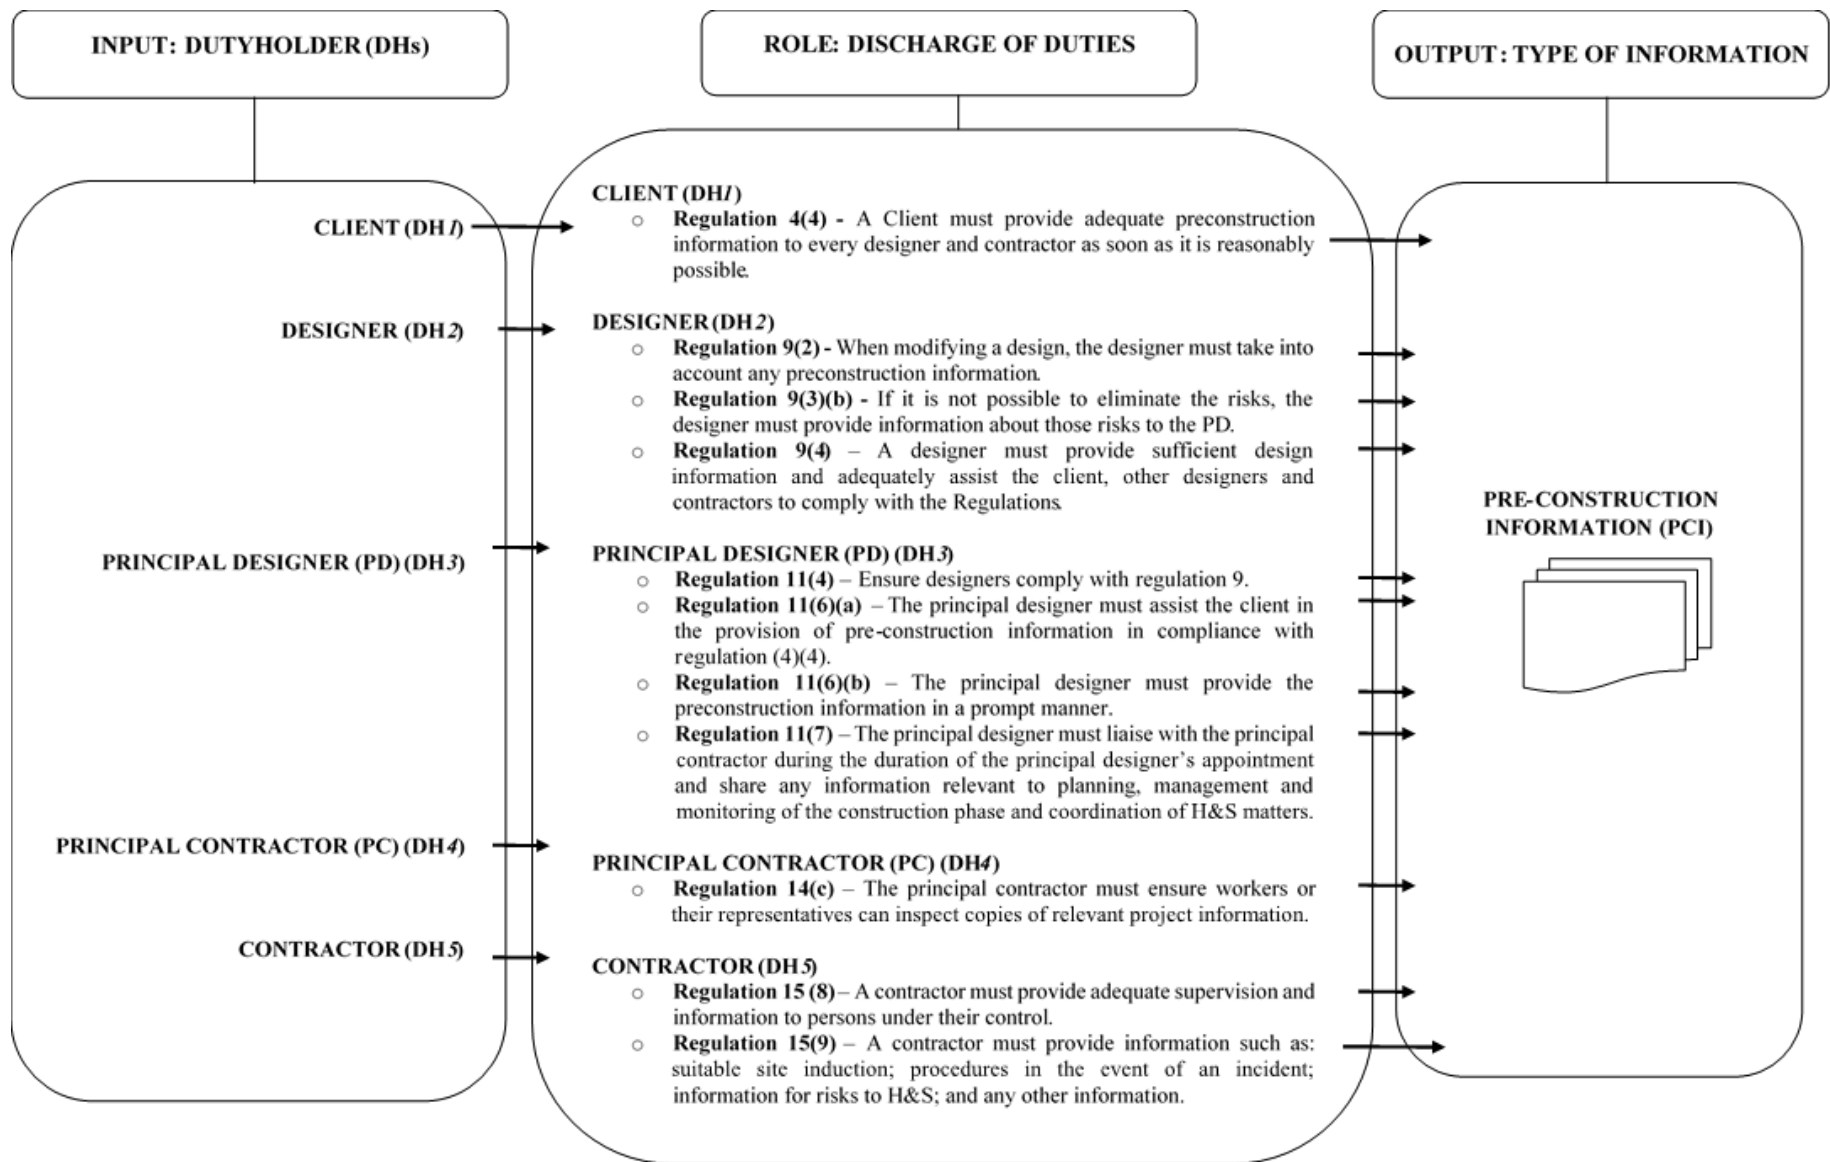 INPUT: DUTYHOLDER (DHs)
ROLE: DISCHARGE OF DUTIES
OUTPUT: TYPE OF INFORMATION
CLIENT (DH1)
DESIGNER (DH2)
PRINCIPAL DESIGNER (PD) (DH3)
PRINCIPAL CONTRACTOR (PC) (DH4)
CONTRACTOR (DH5)
CLIENT (DH1)
○ Regulation 4(4) - A Client must provide adequate preconstruction
information to every designer and contractor as soon as it is reasonably
possible.
DESIGNER (DH2)
○ Regulation 9(2) - When modifying a design, the designer must take into
account any preconstruction information.
○ Regulation 9(3)(b) - If it is not possible to eliminate the risks, the
designer must provide information about those risks to the PD.
○ Regulation 9(4) – A designer must provide sufficient design
information and adequately assist the client, other designers and
contractors to comply with the Regulations.
PRINCIPAL DESIGNER (PD) (DH3)
○ Regulation 11(4) – Ensure designers comply with regulation 9.
○ Regulation 11(6)(a) – The principal designer must assist the client in
the provision of pre-construction information in compliance with
regulation (4)(4).
○ Regulation 11(6)(b) – The principal designer must provide the
preconstruction information in a prompt manner.
○ Regulation 11(7) – The principal designer must liaise with the principal
contractor during the duration of the principal designer's appointment
and share any information relevant to planning, management and
monitoring of the construction phase and coordination of H&S matters.
PRINCIPAL CONTRACTOR (PC) (DH4)
○ Regulation 14(c) – The principal contractor must ensure workers or
their representatives can inspect copies of relevant project information.
CONTRACTOR (DH5)
○ Regulation 15 (8) – A contractor must provide adequate supervision and
information to persons under their control.
○ Regulation 15(9) – A contractor must provide information such as:
suitable site induction; procedures in the event of an incident;
information for risks to H&S; and any other information.
PRE-CONSTRUCTION
INFORMATION (PCI)